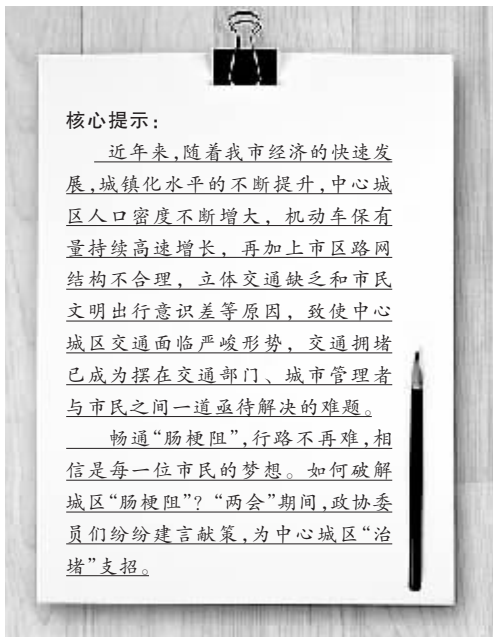 核心提示：
近年来,随着我市经济的快速发
展,城镇化水平的不断提升,中心城
区人口密度不断增大，机动车保有
量持续高速增长，再加上市区路网
结构不合理，立体交通缺乏和市民
文明出行意识差等原因，致使中心
城区交通面临严峻形势，交通拥堵
已成为摆在交通部门、城市管理者
与市民之间一道亟待解决的难题。
畅通“肠梗阻”,行路不再难,相
信是每一位市民的梦想。如何破解
城区“肠梗阻”？“两会”期间,政协委
员们纷纷建言献策,为中心城区“治
堵”支招。